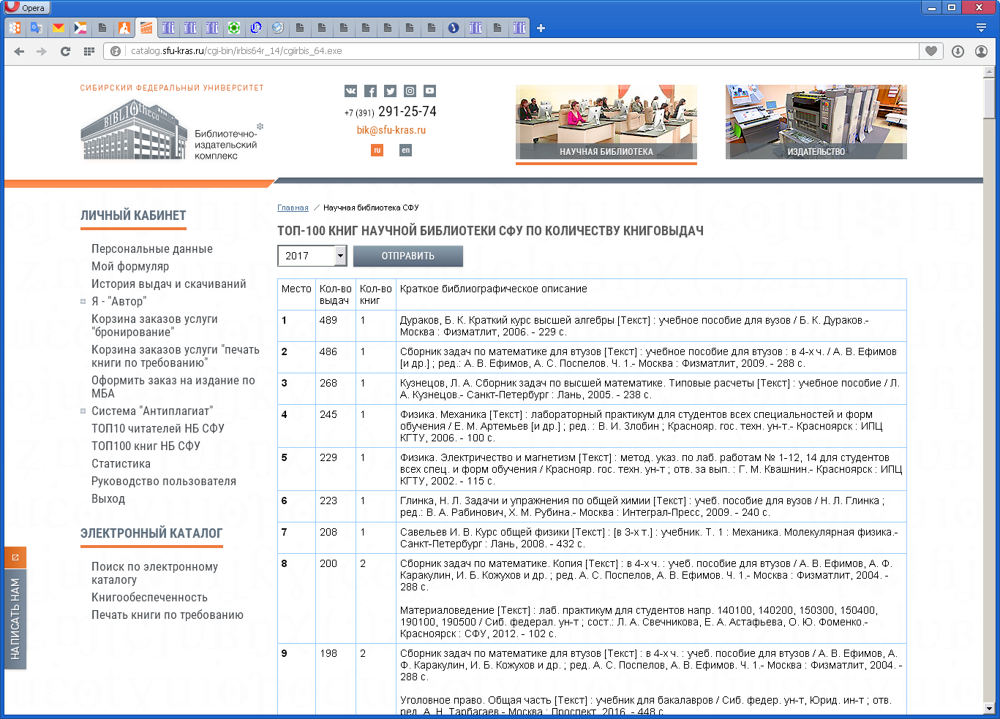 Opera
catalog.sfu-kras.ru/cgi-bin/irbis64r_14/cgiirbis_64.exe
СИБИРСКИЙ ФЕДЕРАЛЬНЫЙ УНИВЕРСИТЕТ
BIBLIOtheca
Библиотечно-
издательский
комплекс
+7 (391) 291-25-74
bik@sfu-kras.ru
ru en
НАУЧНАЯ БИБЛИОТЕКА
ИЗДАТЕЛЬСТВО
ЛИЧНЫЙ КАБИНЕТ
Персональные данные
Мой формуляр
История выдач и скачиваний
Я - "Автор"
Корзина заказов услуги
"бронирование"
Корзина заказов услуги "печать
книги по требованию"
Оформить заказ на издание по
МБА
Система "Антиплагиат"
ТОП10 читателей НБ СФУ
ТОП100 книг НБ СФУ
Статистика
Руководство пользователя
Выход
ЭЛЕКТРОННЫЙ КАТАЛОГ
Поиск по электронному
каталогу
Книгообеспеченность
Печать книги по требованию
НАПИСАТЬ НАМ
Главная / Научная библиотека СФУ
ТОП-100 КНИГ НАУЧНОЙ БИБЛИОТЕКИ СФУ ПО КОЛИЧЕСТВУ КНИГОВЫДАЧ
2017 ОТПРАВИТЬ
Место Кол-во Кол-во Краткое библиографическое описание
выдач книг
1 489 1 Дураков, Б. К. Краткий курс высшей алгебры [Текст] : учебное пособие для вузов / Б. К. Дураков.-
Москва : Физматлит, 2006. - 229 с.
2 486 1 Сборник задач по математике для втузов [Текст] : учебное пособие для втузов : в 4-х ч. / А. В. Ефимов
[и др.] ; ред.: А. В. Ефимов, А. С. Поспелов. Ч. 1.- Москва : Физматлит, 2009. - 288 с.
3 268 1 Кузнецов, Л. А. Сборник задач по высшей математике. Типовые расчеты [Текст] : учебное пособие / Л.
А. Кузнецов.- Санкт-Петербург : Лань, 2005. - 238 с.
4 245 1 Физика. Механика [Текст] : лабораторный практикум для студентов всех специальностей и форм
обучения / Е. М. Артемьев [и др.] ; ред. : В. И. Злобин ; Краснояр. гос. техн. ун-т.- Красноярск : ИПЦ
КГТУ, 2006. - 100 с.
5 229 1 Физика. Электричество и магнетизм [Текст] : метод. указ. по лаб. работам № 1-12, 14 для студентов
всех спец. и форм обучения / Краснояр. гос. техн. ун-т ; отв. за вып. : Г. М. Квашнин.- Красноярск : ИПЦ
КГТУ, 2002. - 115 с.
6 223 1 Глинка, Н. Л. Задачи и упражнения по общей химии [Текст] : учеб. пособие для вузов / Н. Л. Глинка ;
ред.: В. А. Рабинович, Х. М. Рубина.- Москва : Интеграл-Пресс, 2009. - 240 с.
7 208 1 Савельев И. В. Курс общей физики [Текст] : [в 3-х т.] : учебник. Т. 1 : Механика. Молекулярная физика.-
Санкт-Петербург : Лань, 2008. - 432 с.
8 200 2 Сборник задач по математике. Копия [Текст] : в 4-х ч. : учеб. пособие для втузов / А. В. Ефимов, А. Ф.
Каракулин, И. Б. Кожухов и др. ; ред. А. С. Поспелов, А. В. Ефимов. Ч. 1.- Москва : Физматлит, 2004. -
288 с.
Материаловедение [Текст] : лаб. практикум для студентов напр. 140100, 140200, 150300, 150400,
190100, 190500 / Сиб. федерал. ун-т ; сост.: Л. А. Свечникова, Е. А. Астафьева, О. Ю. Фоменко.-
Красноярск : СФУ, 2012. - 102 с.
9 198 2 Сборник задач по математике для втузов [Текст] : в 4-х ч. : учеб. пособие для втузов / А. В. Ефимов, А.
Ф. Каракулин, И. Б. Кожухов и др. ; ред. А. С. Поспелов, А. В. Ефимов. Ч. 1.- Москва : Физматлит, 2004. -
288 с.
Уголовное право. Общая часть [Текст] : учебник для бакалавров / Сиб. федер. ун-т, Юрид. ин-т ; отв.
ред. А. Н. Тарбагаев.- Москва : Проспект, 2016. - 448 с.